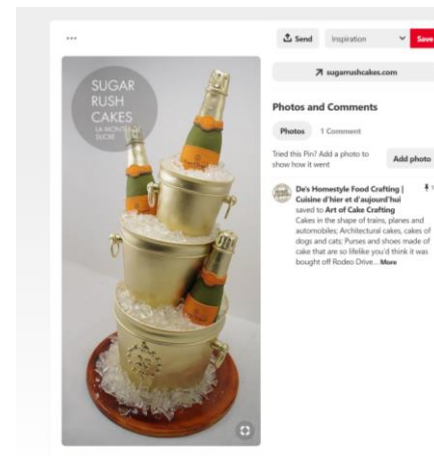 Send
Inspiration
Save
sugarrushcakes.com
SUGAR
RUSH
CAKES
LA MONTÉE
SUCRE
Photos and Comments
Photos
1 Comment
Tried this Pin? Add a photo to
show how it went
Add photo
De's Homestyle Food Crafting |
Cuisine d'hier et d'aujourd'hui
saved to Art of Cake Crafting
Cakes in the shape of trains, planes and
automobiles; Architectural cakes, cakes of
dogs and cats; Purses and shoes made of
cake that are so lifelike you'd think it was
bought off Rodeo Drive... More